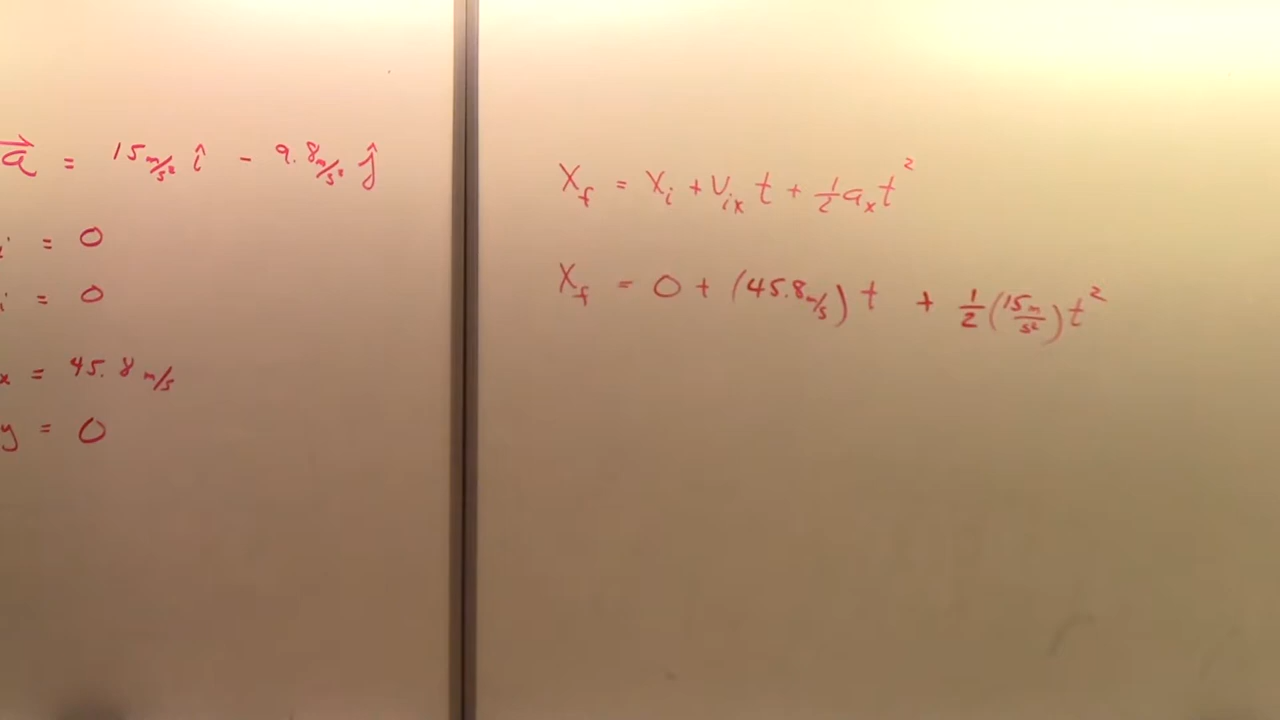 a⃗ = 15 m/s² î - 9.8 m/s² ĵ
i = 0
i = 0
x = 45.8 m/s
y = 0
X_f = X_i + V_ix t + 1/2 a_x t²
X_f = 0 + (45.8 m/s) t + 1/2 (15 m/s²) t²